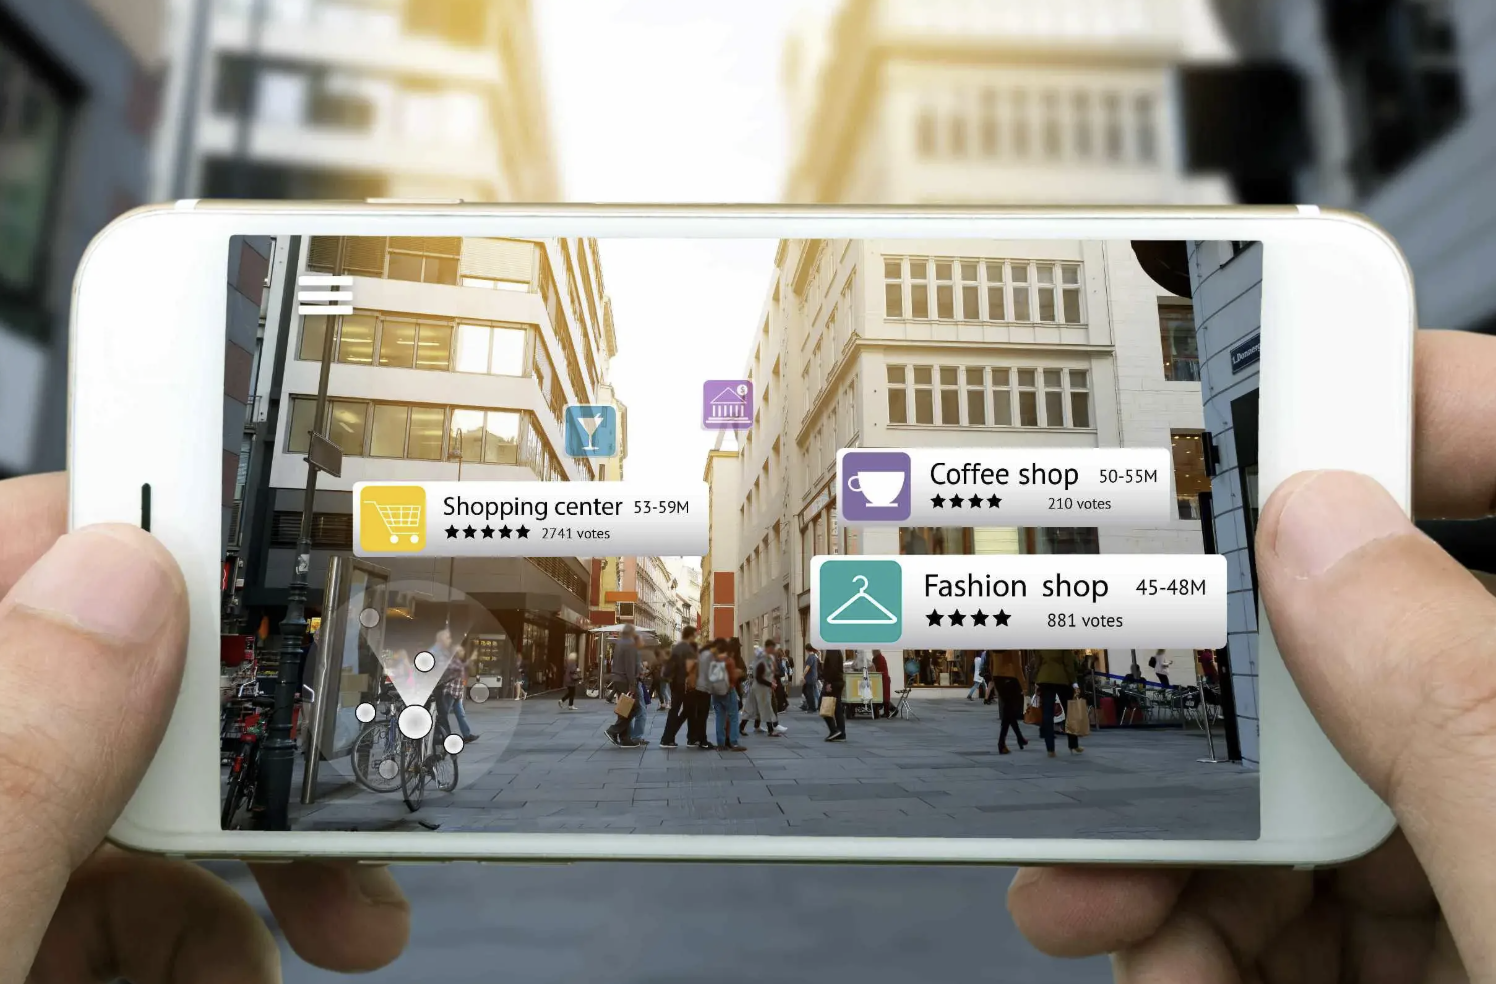 Shopping center 53-59M
★★★★★ 2741 votes
Coffee shop 50-55M
★★★★ 210 votes
Fashion shop 45-48M
★★★★ 881 votes